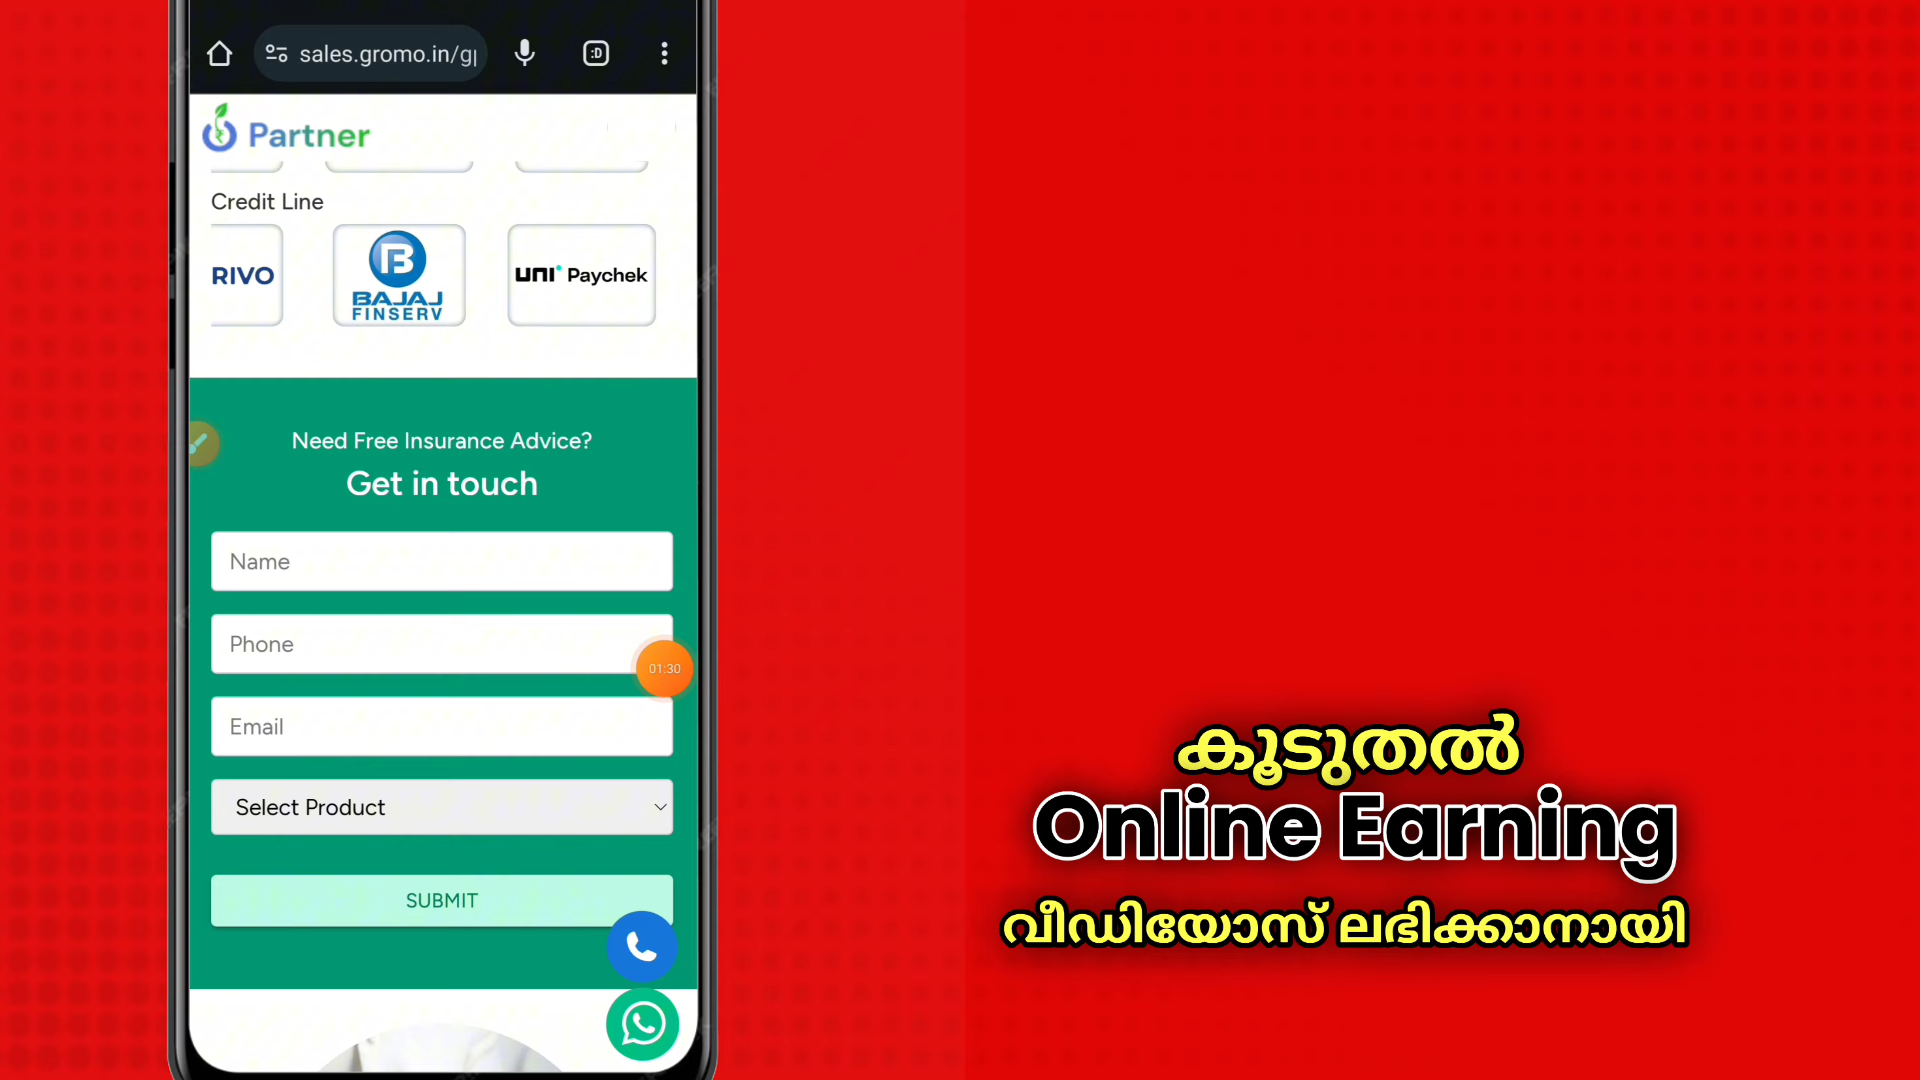 sales.gromo.in/g
:D
Partner
Credit Line
RIVO
BAJAJ
FINSERV
UNI Paychek
Need Free Insurance Advice?
Get in touch
Name
Phone
01:30
Email
Select Product
SUBMIT
കൂടുതൽ
Online Earning
വീഡിയോസ് ലഭിക്കാനായി